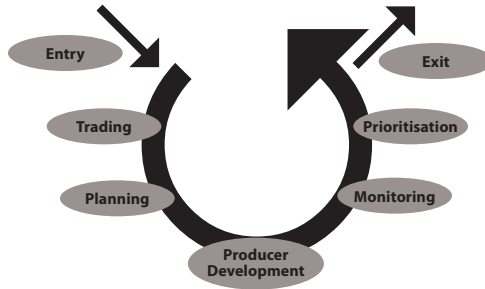 Entry
Trading
Planning
Producer
Development
Monitoring
Prioritisation
Exit